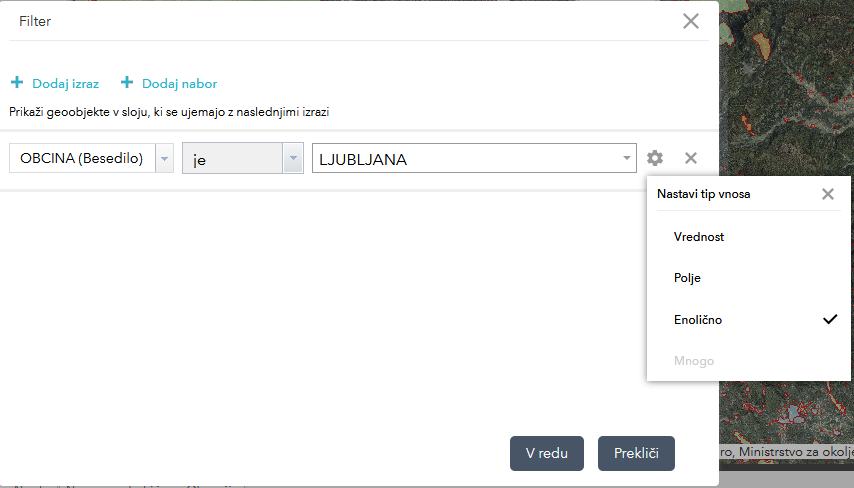 Filter
Dodaj izraz Dodaj nabor
Prikaži geoobjekte v sloju, ki se ujemajo z naslednjimi izrazi
OBCINA (Besedilo) je LJUBLJANA
Nastavi tip vnosa
Vrednost
Polje
Enolično
Mnogo
V redu Prekliči
ro, Ministrstvo za okolje